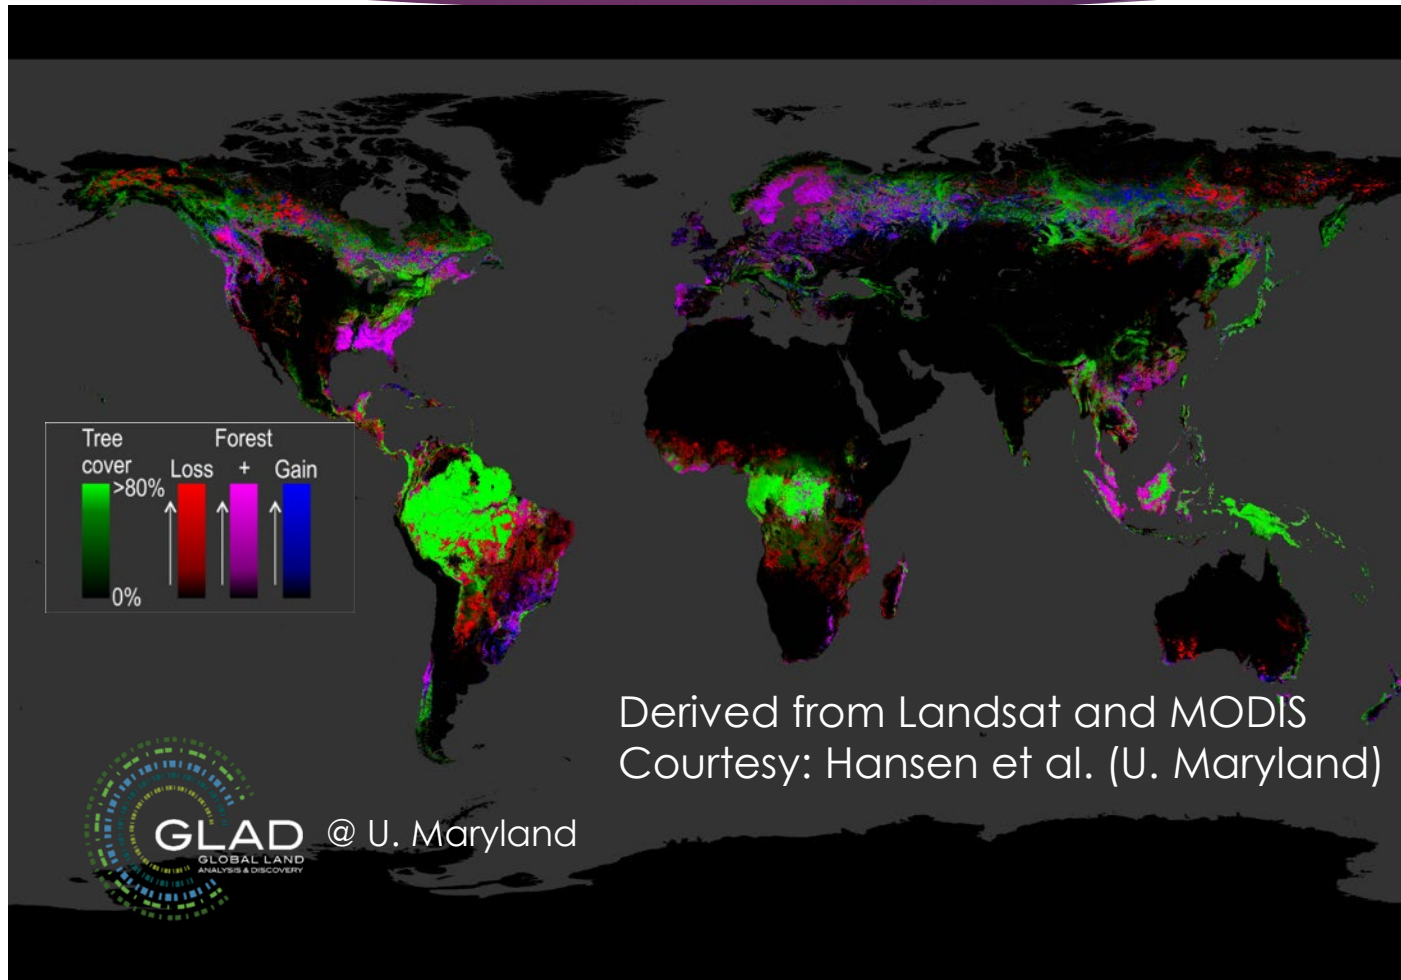 Tree Forest
cover Loss + Gain
>80%
0%
Derived from Landsat and MODIS
Courtesy: Hansen et al. (U. Maryland)
GLAD @ U. Maryland
GLOBAL LAND
ANALYSIS & DISCOVERY